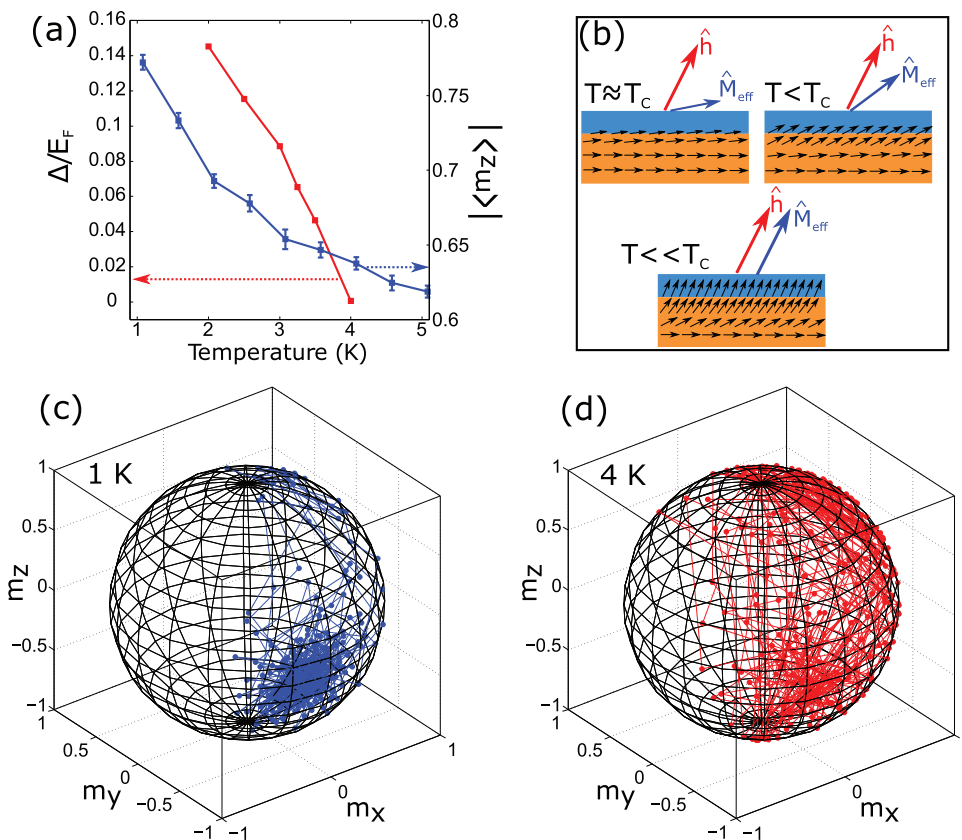 (a)
0.16
0.14
0.12
0.1
0.08
0.06
0.04
0.02
0
Δ/E_F
0.8
0.75
0.7
0.65
0.6
|<m_z>|
1
2
3
4
5
Temperature (K)
(b)
ĥ
M̂_eff
T≈T_C
ĥ
M̂_eff
T<T_C
ĥ
M̂_eff
T<<T_C
(c)
1 K
1
0.5
0
−0.5
−1
m_z
1
0.5
0
−0.5
−1
m_y
−1
0
1
m_x
(d)
4 K
1
0.5
0
−0.5
−1
m_z
1
0.5
0
−0.5
−1
m_y
−1
0
m_x